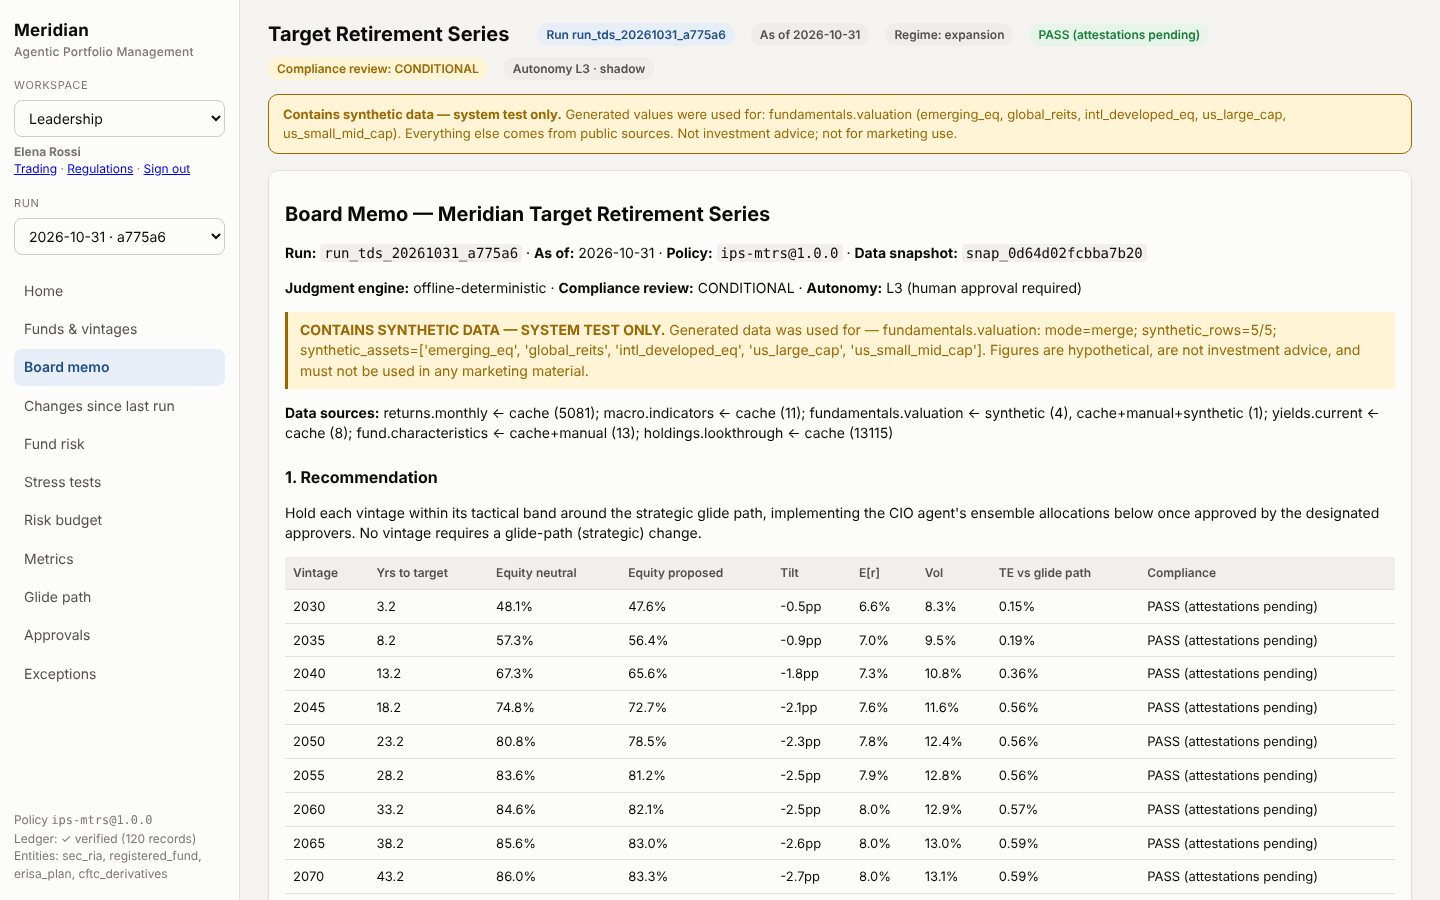 Meridian
Agentic Portfolio Management
WORKSPACE
Leadership
Elena Rossi
Trading · Regulations · Sign out
RUN
2026-10-31 · a775a6
Home
Funds & vintages
Board memo
Changes since last run
Fund risk
Stress tests
Risk budget
Metrics
Glide path
Approvals
Exceptions
Policy ips-mtrs@1.0.0
Ledger: ✓ verified (120 records)
Entities: sec_ria, registered_fund,
erisa_plan, cftc_derivatives
Target Retirement Series Run run_tds_20261031_a775a6 As of 2026-10-31 Regime: expansion PASS (attestations pending)
Compliance review: CONDITIONAL Autonomy L3 · shadow
Contains synthetic data — system test only. Generated values were used for: fundamentals.valuation (emerging_eq, global_reits, intl_developed_eq, us_large_cap,
us_small_mid_cap). Everything else comes from public sources. Not investment advice; not for marketing use.
Board Memo — Meridian Target Retirement Series
Run: run_tds_20261031_a775a6 · As of: 2026-10-31 · Policy: ips-mtrs@1.0.0 · Data snapshot: snap_0d64d02fcbba7b20
Judgment engine: offline-deterministic · Compliance review: CONDITIONAL · Autonomy: L3 (human approval required)
CONTAINS SYNTHETIC DATA — SYSTEM TEST ONLY. Generated data was used for — fundamentals.valuation: mode=merge; synthetic_rows=5/5;
synthetic_assets=['emerging_eq', 'global_reits', 'intl_developed_eq', 'us_large_cap', 'us_small_mid_cap']. Figures are hypothetical, are not investment advice, and
must not be used in any marketing material.
Data sources: returns.monthly ← cache (5081); macro.indicators ← cache (11); fundamentals.valuation ← synthetic (4), cache+manual+synthetic (1); yields.current ←
cache (8); fund.characteristics ← cache+manual (13); holdings.lookthrough ← cache (13115)
1. Recommendation
Hold each vintage within its tactical band around the strategic glide path, implementing the CIO agent's ensemble allocations below once approved by the designated
approvers. No vintage requires a glide-path (strategic) change.
Vintage Yrs to target Equity neutral Equity proposed Tilt E[r] Vol TE vs glide path Compliance
2030 3.2 48.1% 47.6% -0.5pp 6.6% 8.3% 0.15% PASS (attestations pending)
2035 8.2 57.3% 56.4% -0.9pp 7.0% 9.5% 0.19% PASS (attestations pending)
2040 13.2 67.3% 65.6% -1.8pp 7.3% 10.8% 0.36% PASS (attestations pending)
2045 18.2 74.8% 72.7% -2.1pp 7.6% 11.6% 0.56% PASS (attestations pending)
2050 23.2 80.8% 78.5% -2.3pp 7.8% 12.4% 0.56% PASS (attestations pending)
2055 28.2 83.6% 81.2% -2.5pp 7.9% 12.8% 0.56% PASS (attestations pending)
2060 33.2 84.6% 82.1% -2.5pp 8.0% 12.9% 0.57% PASS (attestations pending)
2065 38.2 85.6% 83.0% -2.6pp 8.0% 13.0% 0.59% PASS (attestations pending)
2070 43.2 86.0% 83.3% -2.7pp 8.0% 13.1% 0.59% PASS (attestations pending)